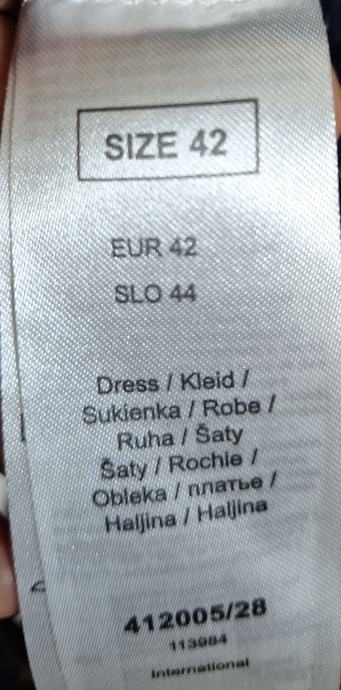 SIZE 42
EUR 42
SLO 44
Dress / Kleid /
Sukienka / Robe /
Ruha / Šaty
Šaty / Rochie /
Obleka / платье /
Haljina / Haljina
412005/28
113984
International